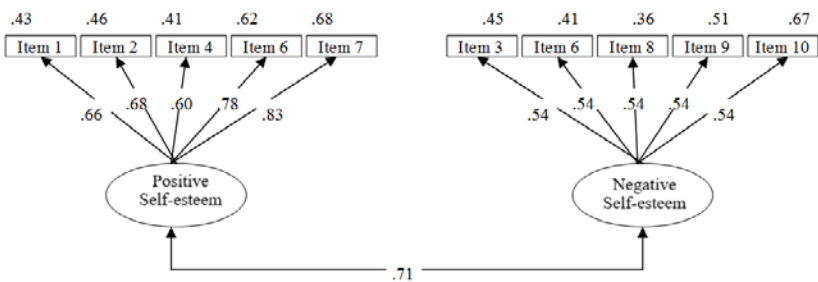 .43 .46 .41 .62 .68 .45 .41 .36 .51 .67
Item 1 Item 2 Item 4 Item 6 Item 7 Item 3 Item 6 Item 8 Item 9 Item 10
.66 .68 .60 .78 .83 .54 .54 .54 .54 .54
Positive Negative
Self-esteem Self-esteem
.71